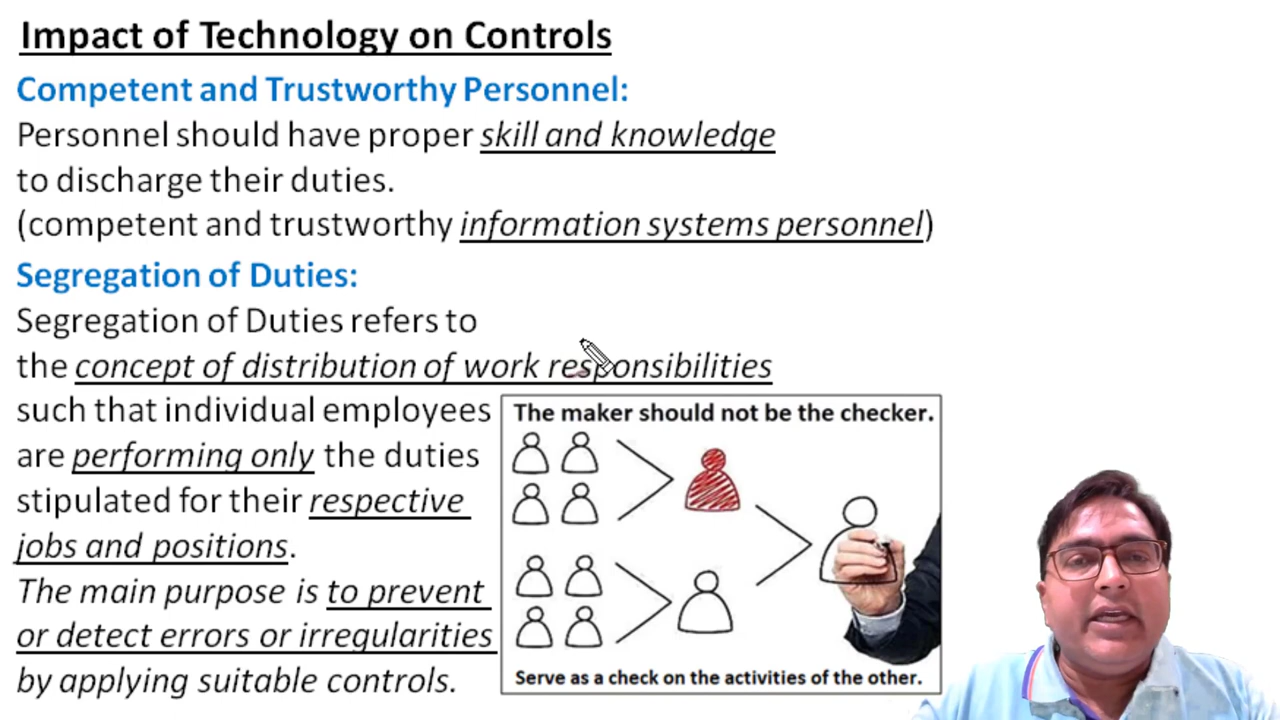 Impact of Technology on Controls
Competent and Trustworthy Personnel:
Personnel should have proper skill and knowledge
to discharge their duties.
(competent and trustworthy information systems personnel)
Segregation of Duties:
Segregation of Duties refers to
the concept of distribution of work responsibilities
such that individual employees
are performing only the duties
stipulated for their respective
jobs and positions.
The main purpose is to prevent
or detect errors or irregularities
by applying suitable controls.
The maker should not be the checker.
Serve as a check on the activities of the other.